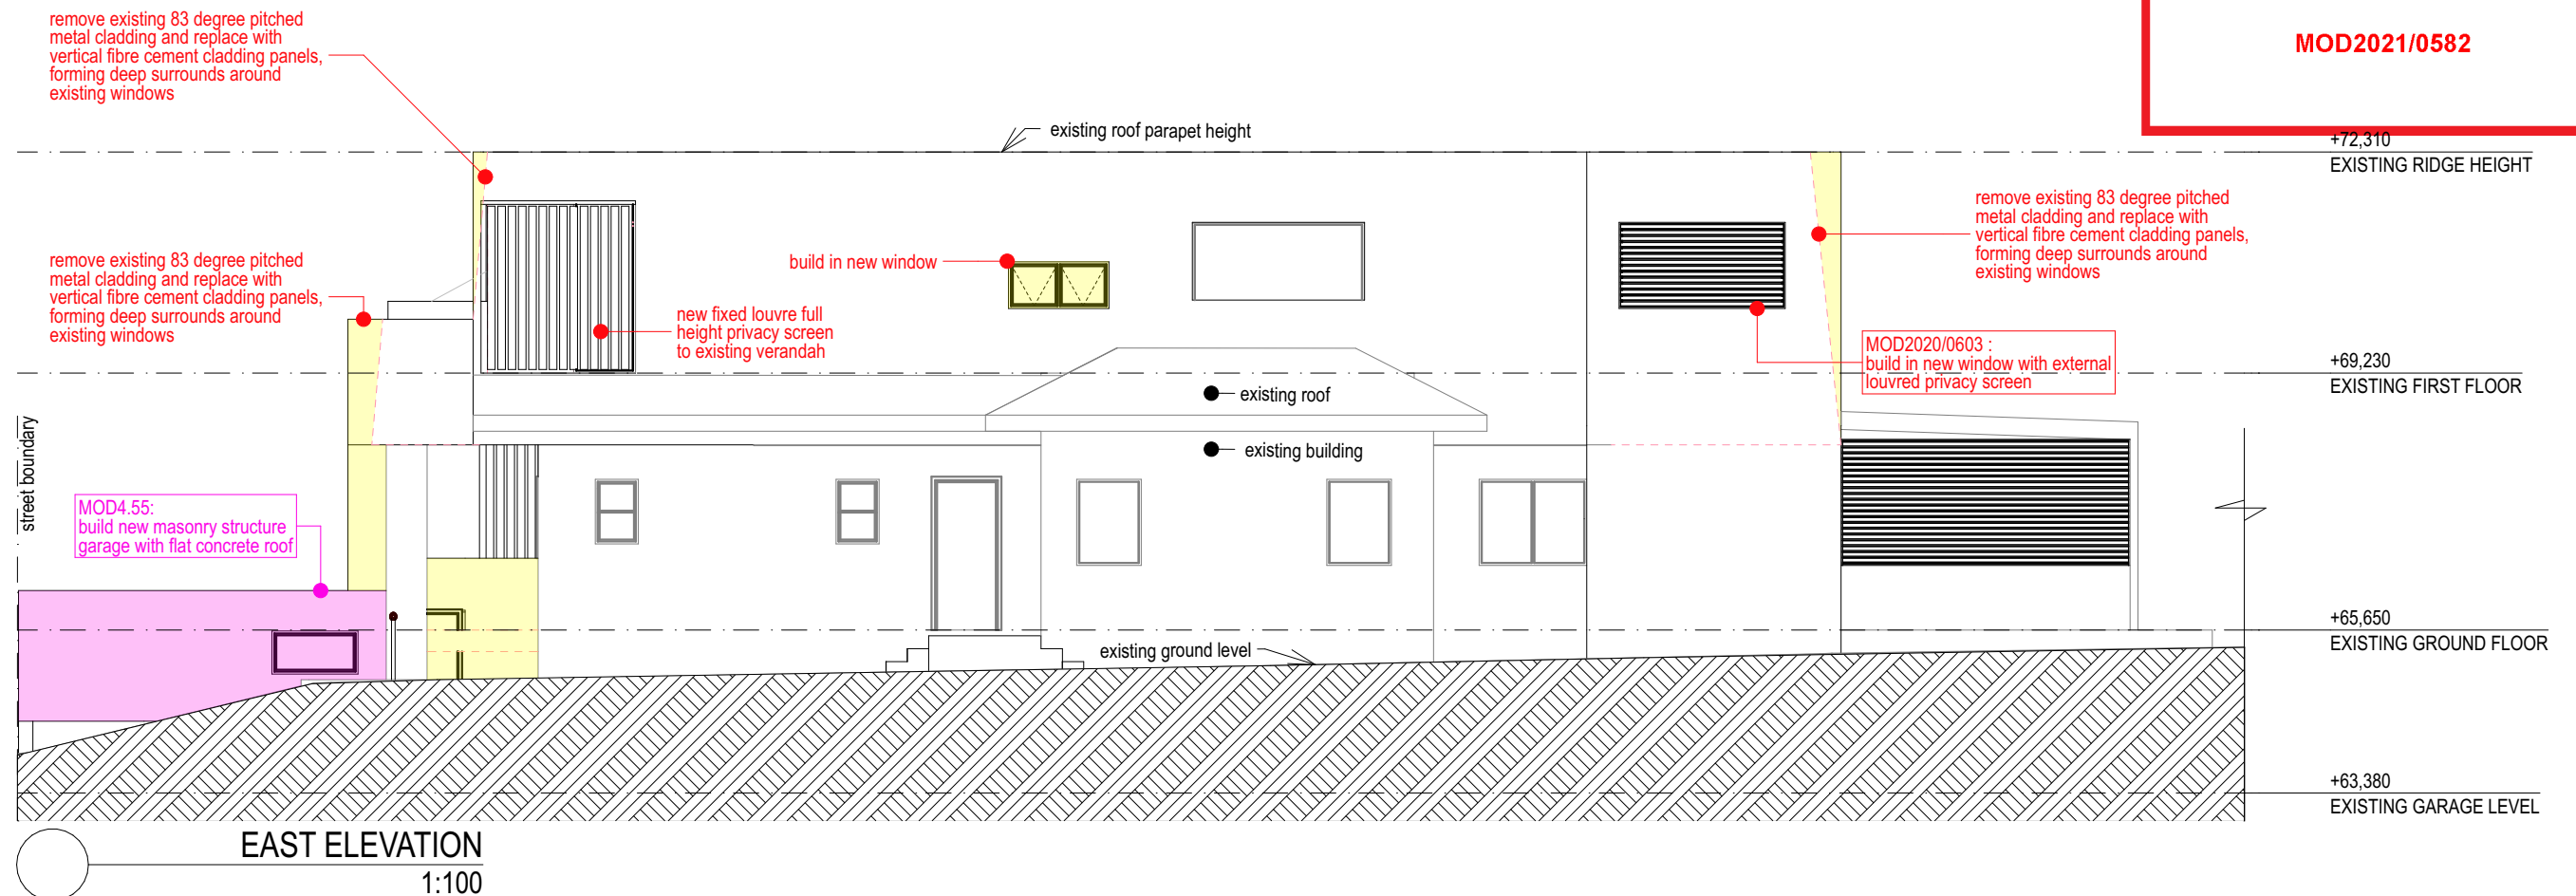 remove existing 83 degree pitched
metal cladding and replace with
vertical fibre cement cladding panels,
forming deep surrounds around
existing windows
MOD2021/0582
existing roof parapet height
+72,310
EXISTING RIDGE HEIGHT
remove existing 83 degree pitched
metal cladding and replace with
vertical fibre cement cladding panels,
forming deep surrounds around
existing windows
remove existing 83 degree pitched
metal cladding and replace with
vertical fibre cement cladding panels,
forming deep surrounds around
existing windows
build in new window
new fixed louvre full
height privacy screen
to existing verandah
MOD2020/0603 :
build in new window with external
louvred privacy screen
+69,230
EXISTING FIRST FLOOR
existing roof
existing building
street boundary
MOD4.55:
build new masonry structure
garage with flat concrete roof
+65,650
EXISTING GROUND FLOOR
existing ground level
+63,380
EXISTING GARAGE LEVEL
EAST ELEVATION
1:100